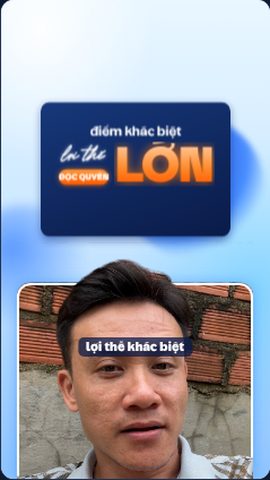 điểm khác biệt
lợi thế
ĐỘC QUYỀN
LỚN
lợi thế khác biệt